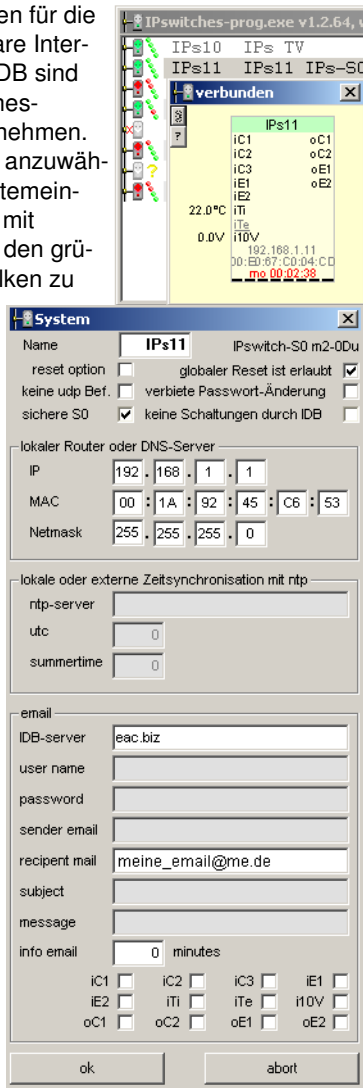 en für die
are Inter-
DB sind
hes-
nehmen.
anzuwäh-
temein-
mit
den grü-
lken zu
IPswitches-prog.exe v1.2.64,
IPs10 IPs TV
IPs11 IPs11 IPs-S0
verbunden
?
IPs11
iC1 oC1
iC2 oC2
iC3 oE1
iE1 oE2
iE2
22.0°C iTi
iTe
0.0V i10V
192.168.1.11
00:E0:67:C0:04:CD
mo 00:02:38
System
Name IPs11 IPswitch-S0 m2-0Du
reset option globaler Reset ist erlaubt
keine udp Bef. verbiete Passwort-Änderung
sichere S0 keine Schaltungen durch IDB
lokaler Router oder DNS-Server
IP 192 . 168 . 1 . 1
MAC 00 : 1A : 92 : 45 : C6 : 53
Netmask 255 . 255 . 255 . 0
lokale oder externe Zeitsynchronisation mit ntp
ntp-server
utc 0
summertime 0
email
IDB-server eac.biz
user name
password
sender email
recipent mail meine_email@me.de
subject
message
info email 0 minutes
iC1 iC2 iC3 iE1
iE2 iTi iTe i10V
oC1 oC2 oE1 oE2
ok abort